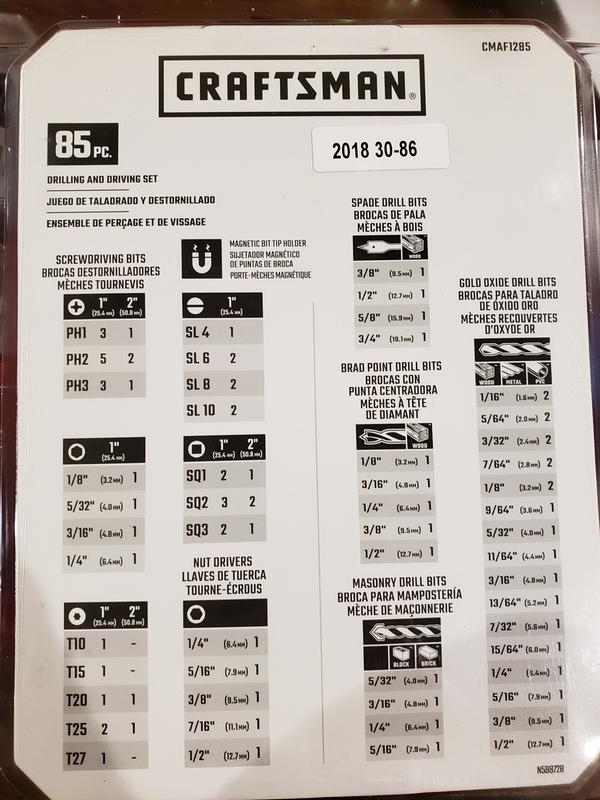 CMAF1285
CRAFTSMAN®
85 PC.
2018 30-86
DRILLING AND DRIVING SET
JUEGO DE TALADRADO Y DESTORNILLADO
ENSEMBLE DE PERÇAGE ET DE VISSAGE
SCREWDRIVING BITS
BROCAS DESTORNILLADORES
MÈCHES TOURNEVIS
1" 2"
(25.4 MM) (50.8 MM)
PH1 3 1
PH2 5 2
PH3 3 1
MAGNETIC BIT TIP HOLDER
SUJETADOR MAGNÉTICO
DE PUNTAS DE BROCA
PORTE-MÈCHES MAGNÉTIQUE
1"
(25.4 MM)
SL 4 1
SL 6 2
SL 8 2
SL 10 2
1"
(25.4 MM)
1/8" (3.2 MM) 1
5/32" (4.0 MM) 1
3/16" (4.8 MM) 1
1/4" (6.4 MM) 1
1" 2"
(25.4 MM) (50.8 MM)
SQ1 2 1
SQ2 3 2
SQ3 2 1
1" 2"
(25.4 MM) (50.8 MM)
T10 1 -
T15 1 -
T20 1 1
T25 2 1
T27 1 -
NUT DRIVERS
LLAVES DE TUERCA
TOURNE-ÉCROUS
1/4" (6.4 MM) 1
5/16" (7.9 MM) 1
3/8" (9.5 MM) 1
7/16" (11.1 MM) 1
1/2" (12.7 MM) 1
SPADE DRILL BITS
BROCAS DE PALA
MÈCHES À BOIS
WOOD
3/8" (9.5 MM) 1
1/2" (12.7 MM) 1
5/8" (15.9 MM) 1
3/4" (19.1 MM) 1
BRAD POINT DRILL BITS
BROCAS CON
PUNTA CENTRADORA
MÈCHES À TÊTE
DE DIAMANT
WOOD
1/8" (3.2 MM) 1
3/16" (4.8 MM) 1
1/4" (6.4 MM) 1
3/8" (9.5 MM) 1
1/2" (12.7 MM) 1
MASONRY DRILL BITS
BROCA PARA MAMPOSTERÍA
MÈCHE DE MAÇONNERIE
BLOCK BRICK
5/32" (4.0 MM) 1
3/16" (4.8 MM) 1
1/4" (6.4 MM) 1
5/16" (7.9 MM) 1
GOLD OXIDE DRILL BITS
BROCAS PARA TALADRO
DE ÓXIDO ORO
MÈCHES RECOUVERTES
D'OXYDE OR
WOOD METAL PVC
1/16" (1.6 MM) 2
5/64" (2.0 MM) 2
3/32" (2.4 MM) 2
7/64" (2.8 MM) 2
1/8" (3.2 MM) 2
9/64" (3.6 MM) 1
5/32" (4.0 MM) 1
11/64" (4.4 MM) 1
3/16" (4.8 MM) 1
13/64" (5.2 MM) 1
7/32" (5.6 MM) 1
15/64" (6.0 MM) 1
1/4" (6.4 MM) 1
5/16" (7.9 MM) 1
3/8" (9.5 MM) 1
1/2" (12.7 MM) 1
N598728